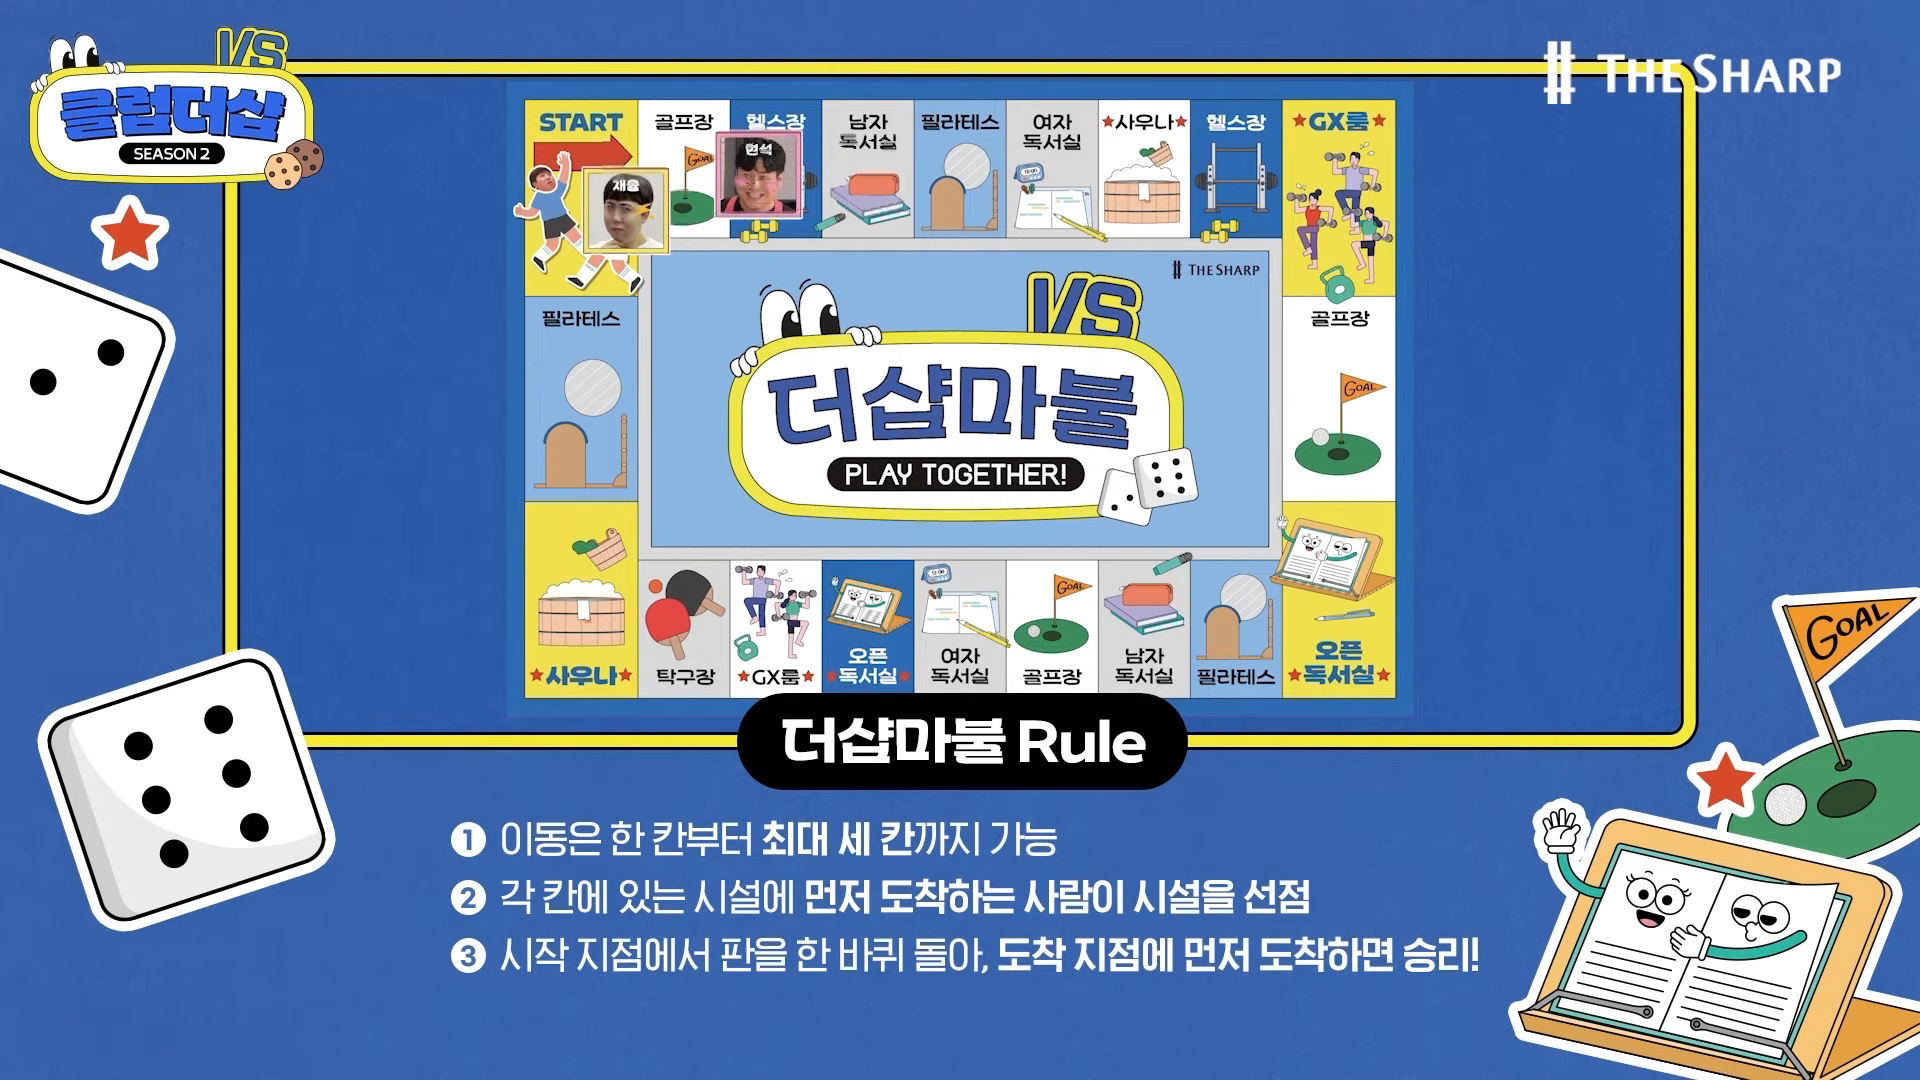 VS
클럽더샵
SEASON 2
THE SHARP
START
골프장
헬스장
남자
독서실
필라테스
여자
독서실
사우나
헬스장
GX룸
GOAL
재율
현석
THE SHARP
필라테스
골프장
GOAL
VS
더샵마불
PLAY TOGETHER!
사우나
탁구장
GX룸
오픈
독서실
여자
독서실
골프장
GOAL
남자
독서실
필라테스
오픈
독서실
더샵마불 Rule
1 이동은 한 칸부터 최대 세 칸까지 가능
2 각 칸에 있는 시설에 먼저 도착하는 사람이 시설을 선점
3 시작 지점에서 판을 한 바퀴 돌아, 도착 지점에 먼저 도착하면 승리!
GOAL